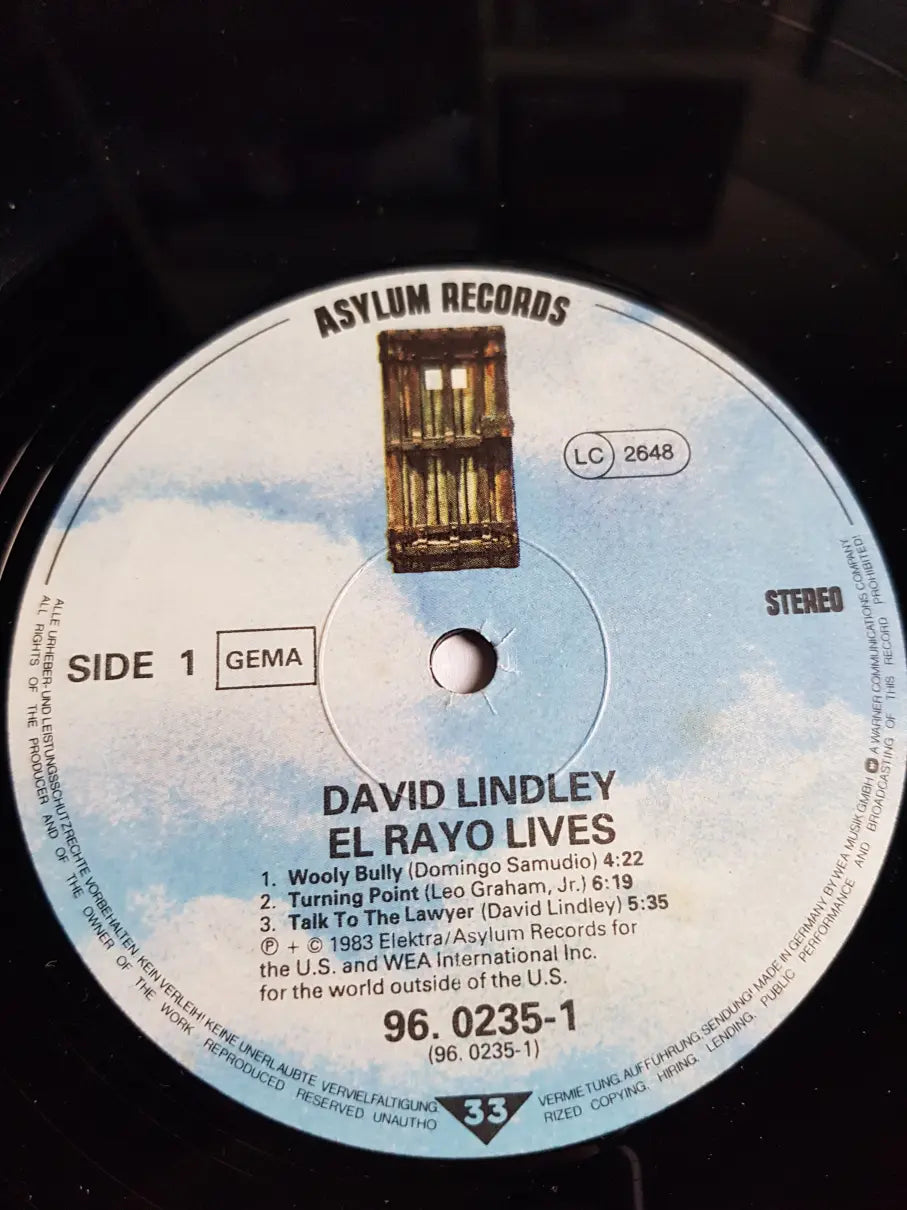 ASYLUM RECORDS
LC 2648
STEREO
SIDE 1 GEMA
DAVID LINDLEY
EL RAYO LIVES
1. Wooly Bully (Domingo Samudio) 4:22
2. Turning Point (Leo Graham, Jr.) 6:19
3. Talk To The Lawyer (David Lindley) 5:35
℗ + © 1983 Elektra/Asylum Records for
the U.S. and WEA International Inc.
for the world outside of the U.S.
96. 0235-1
(96. 0235-1)
33
ALLE URHEBER- UND LEISTUNGSSCHUTZRECHTE VORBEHALTEN KEIN VERLEIH! KEINE UNERLAUBTE VERVIELFÄLTIGUNG,
VERMIETUNG, AUFFÜHRUNG, SENDUNG! MADE IN GERMANY BY WEA MUSIK GMBH A WARNER COMMUNICATIONS COMPANY
ALL RIGHTS OF THE PRODUCER AND OF THE OWNER OF THE WORK REPRODUCED RESERVED UNAUTHO
RIZED COPYING, HIRING, LENDING, PUBLIC PERFORMANCE AND BROADCASTING OF THIS RECORD PROHIBITED!